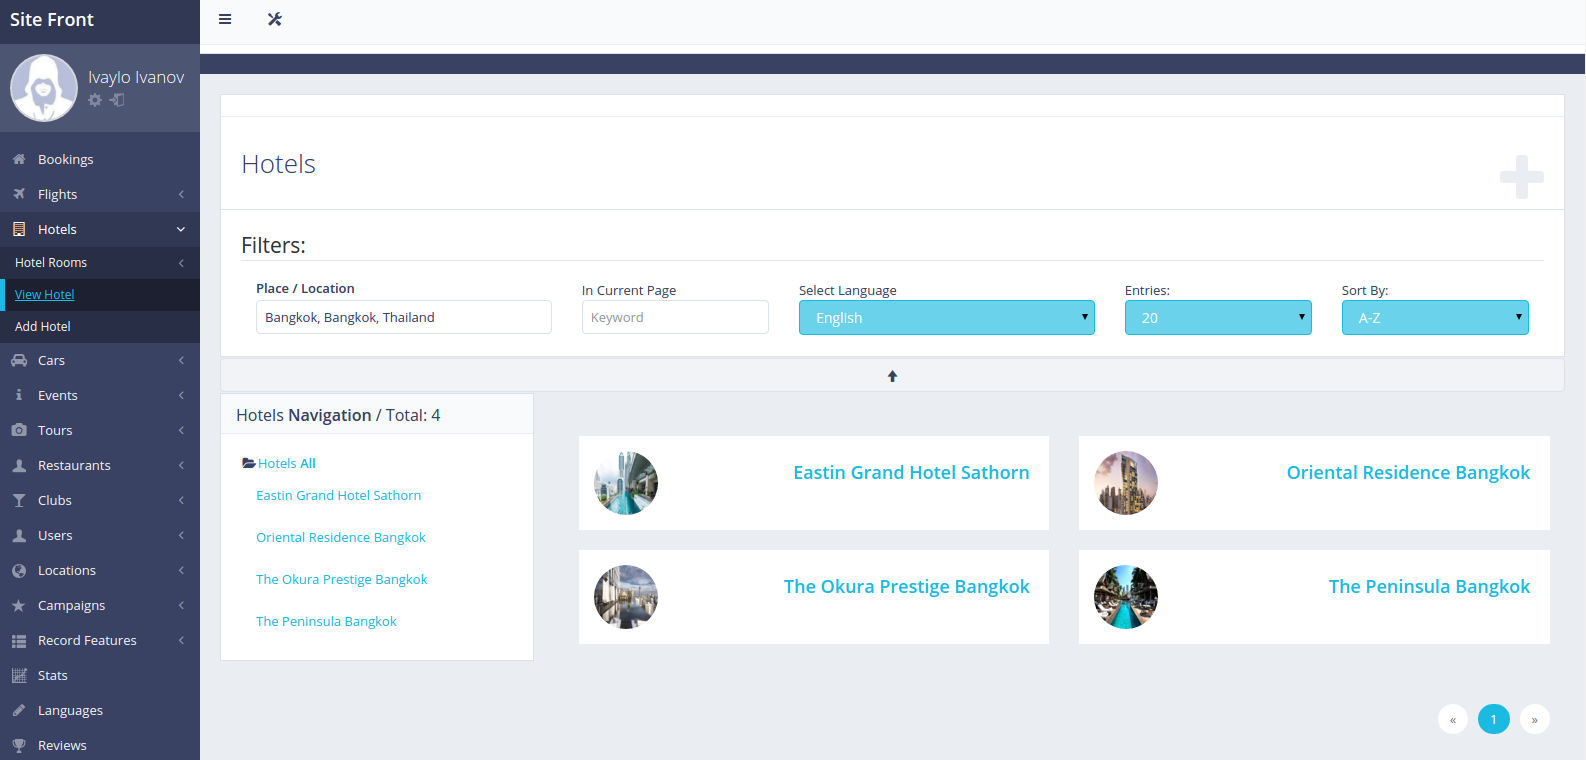 Site Front
Ivaylo Ivanov
Bookings
Flights
Hotels
Hotel Rooms
View Hotel
Add Hotel
Cars
Events
Tours
Restaurants
Clubs
Users
Locations
Campaigns
Record Features
Stats
Languages
Reviews
Hotels
Filters:
Place / Location
Bangkok, Bangkok, Thailand
In Current Page
Keyword
Select Language
English
Entries:
20
Sort By:
A-Z
Hotels Navigation / Total: 4
Hotels All
Eastin Grand Hotel Sathorn
Oriental Residence Bangkok
The Okura Prestige Bangkok
The Peninsula Bangkok
Eastin Grand Hotel Sathorn
Oriental Residence Bangkok
The Okura Prestige Bangkok
The Peninsula Bangkok
« 1 »